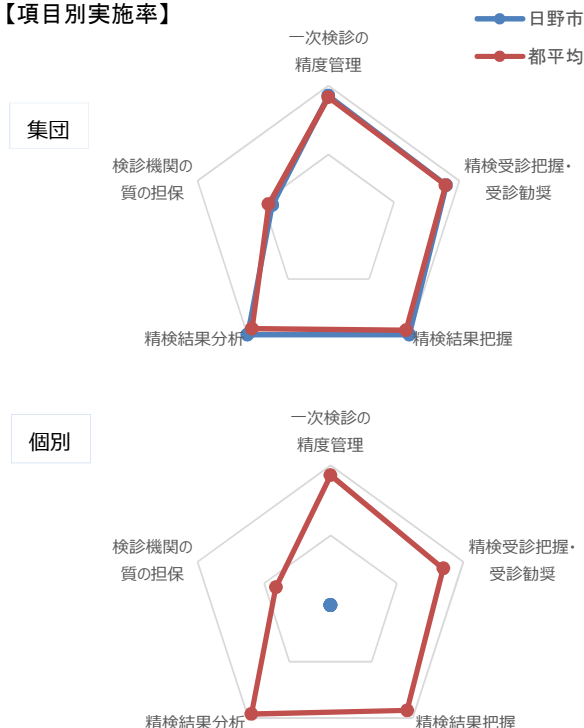 【項目別実施率】
日野市
都平均
集団
一次検診の
精度管理
検診機関の
質の担保
精検受診把握・
受診勧奨
精検結果分析
精検結果把握
個別
一次検診の
精度管理
検診機関の
質の担保
精検受診把握・
受診勧奨
精検結果分析
精検結果把握